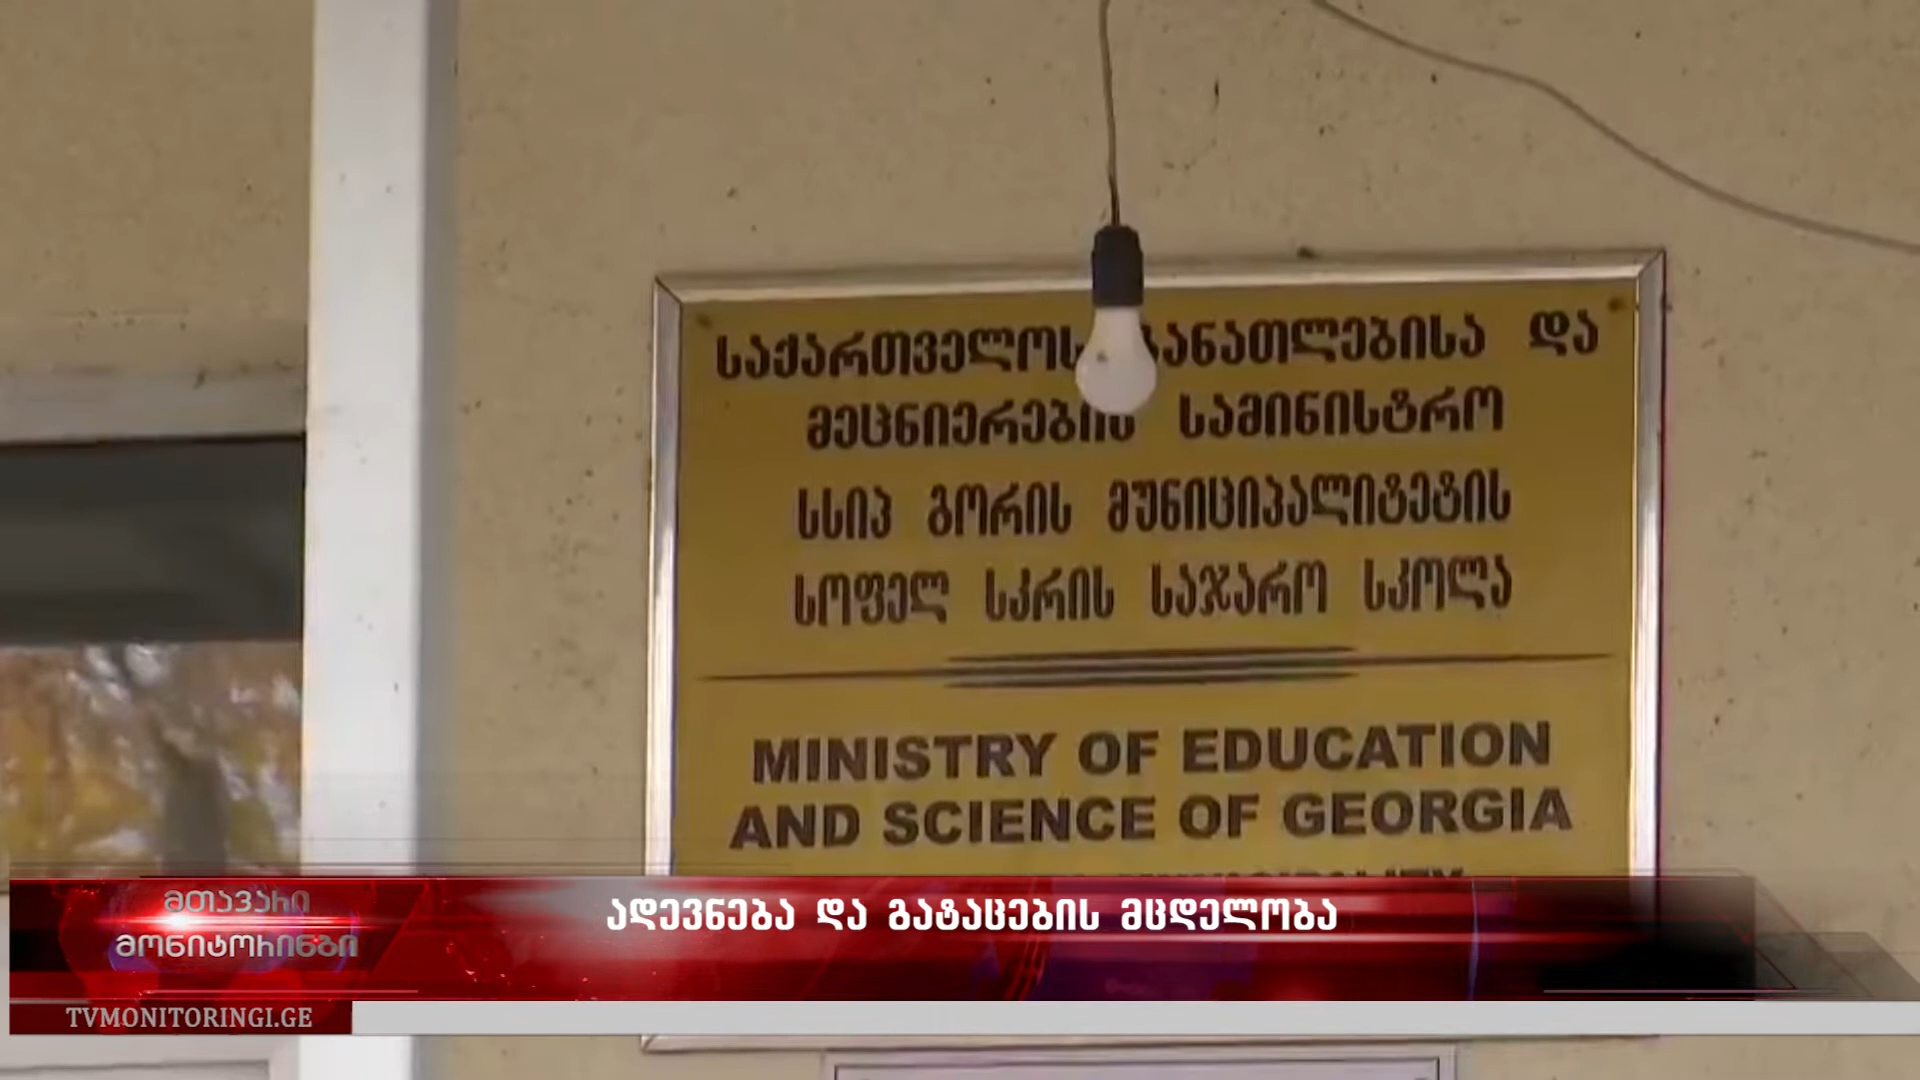 საქართველოს განათლებისა და
მეცნიერების სამინისტრო
სსიპ გორის მუნიციპალიტეტის
სოფელ სკრის საჯარო სკოლა
MINISTRY OF EDUCATION
AND SCIENCE OF GEORGIA
მთავარი
მონიტორინგი
ადევნება და გატაცების მცდელობა
TVMONITORINGI.GE